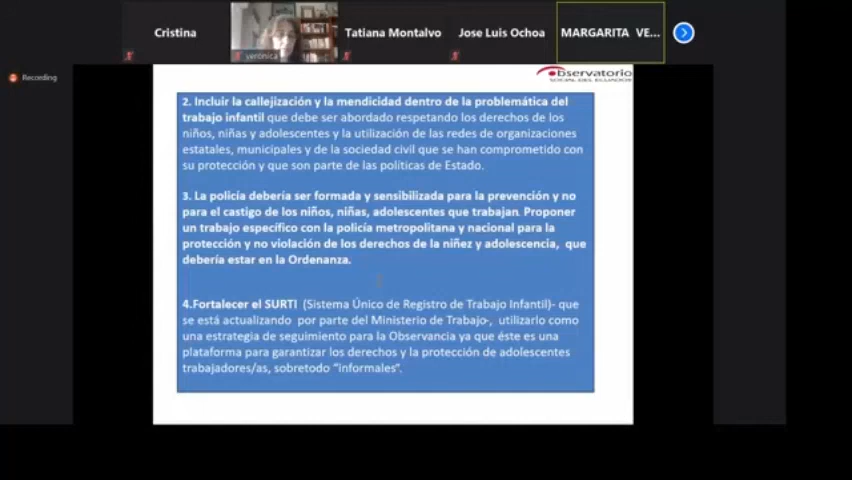 Cristina
Tatiana Montalvo
Jose Luis Ochoa
MARGARITA VE...
veronica
Recording
Observatorio
SOCIAL DEL ECUADOR
2. Incluir la callejización y la mendicidad dentro de la problemática del
trabajo infantil que debe ser abordado respetando los derechos de los
niños, niñas y adolescentes y la utilización de las redes de organizaciones
estatales, municipales y de la sociedad civil que se han comprometido con
su protección y que son parte de las políticas de Estado.
3. La policía debería ser formada y sensibilizada para la prevención y no
para el castigo de los niños, niñas, adolescentes que trabajan. Proponer
un trabajo específico con la policía metropolitana y nacional para la
protección y no violación de los derechos de la niñez y adolescencia, que
debería estar en la Ordenanza.
4.Fortalecer el SURTI (Sistema Único de Registro de Trabajo Infantil)- que
se está actualizando por parte del Ministerio de Trabajo-, utilizarlo como
una estrategia de seguimiento para la Observancia ya que éste es una
plataforma para garantizar los derechos y la protección de adolescentes
trabajadores/as, sobretodo "informales".